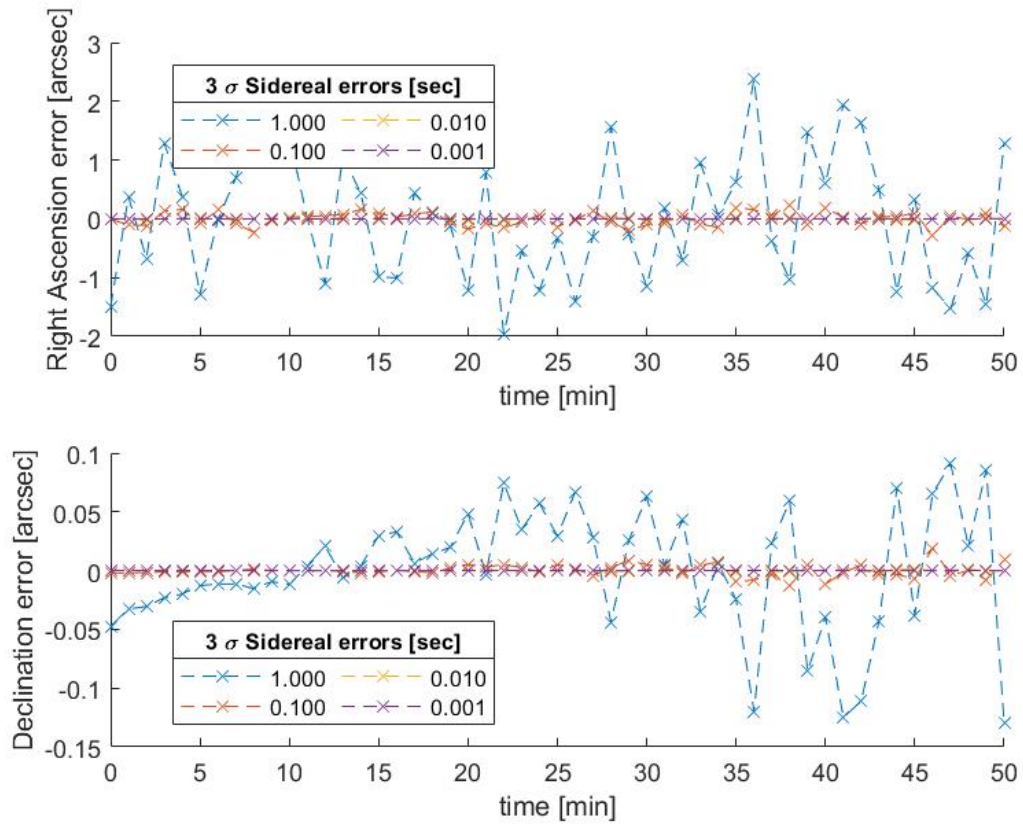 Right Ascension error [arcsec]
3
2
1
0
-1
-2
3 σ Sidereal errors [sec]
1.000 0.010
0.100 0.001
0 5 10 15 20 25 30 35 40 45 50
time [min]
Declination error [arcsec]
0.1
0.05
0
-0.05
-0.1
-0.15
3 σ Sidereal errors [sec]
1.000 0.010
0.100 0.001
0 5 10 15 20 25 30 35 40 45 50
time [min]